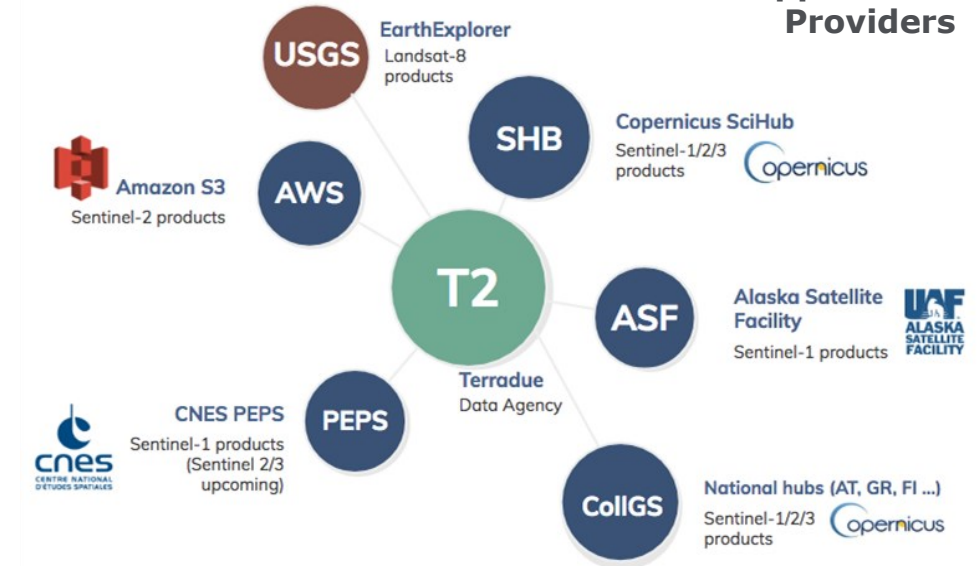 Providers
USGS
EarthExplorer
Landsat-8
products
SHB
Copernicus SciHub
Sentinel-1/2/3
products
opernicus
Amazon S3
Sentinel-2 products
AWS
T2
Terradue
Data Agency
ASF
Alaska Satellite
Facility
Sentinel-1 products
UAF
ALASKA
SATELLITE
FACILITY
cnes
CENTRE NATIONAL
D'ÉTUDES SPATIALES
CNES PEPS
Sentinel-1 products
(Sentinel 2/3
upcoming)
PEPS
CollGS
National hubs (AT, GR, FI ...)
Sentinel-1/2/3
products
opernicus